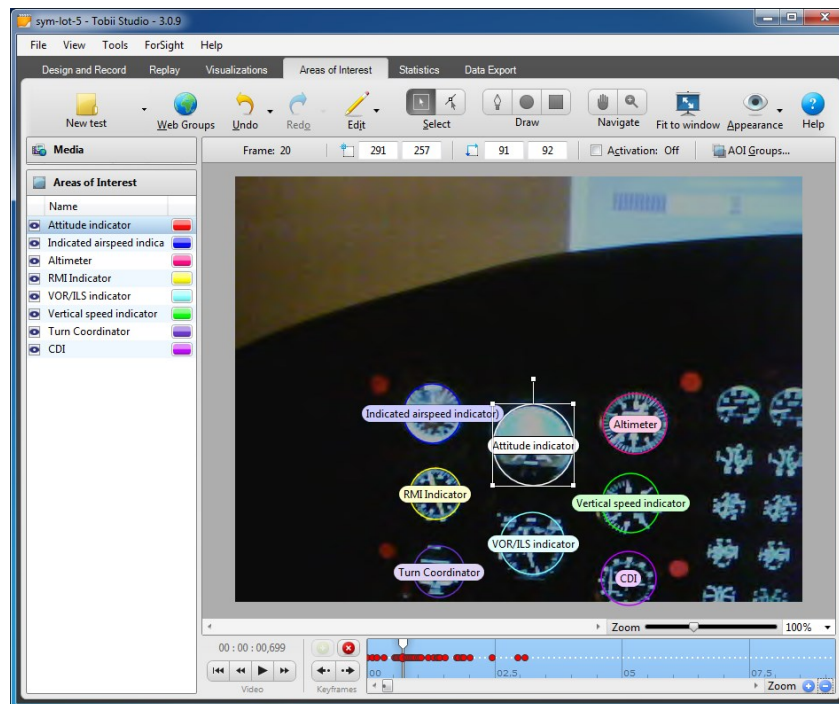 sym-lot-5 - Tobii Studio - 3.0.9
File View Tools ForSight Help
Design and Record Replay Visualizations Areas of Interest Statistics Data Export
New test Web Groups Undo Redo Edit Select Draw Navigate Fit to window Appearance Help
Media
Frame: 20 291 257 91 92 Activation: Off AOI Groups...
Areas of Interest
Name
Attitude indicator
Indicated airspeed indica
Altimeter
RMI Indicator
VOR/ILS indicator
Vertical speed indicator
Turn Coordinator
CDI
Indicated airspeed indicator)
Attitude indicator
Altimeter
RMI Indicator
Vertical speed indicator
VOR/ILS indicator
Turn Coordinator
CDI
Zoom 100%
00 : 00 : 00,699
Video Keyframes
00 02,5 05 07,5
Zoom